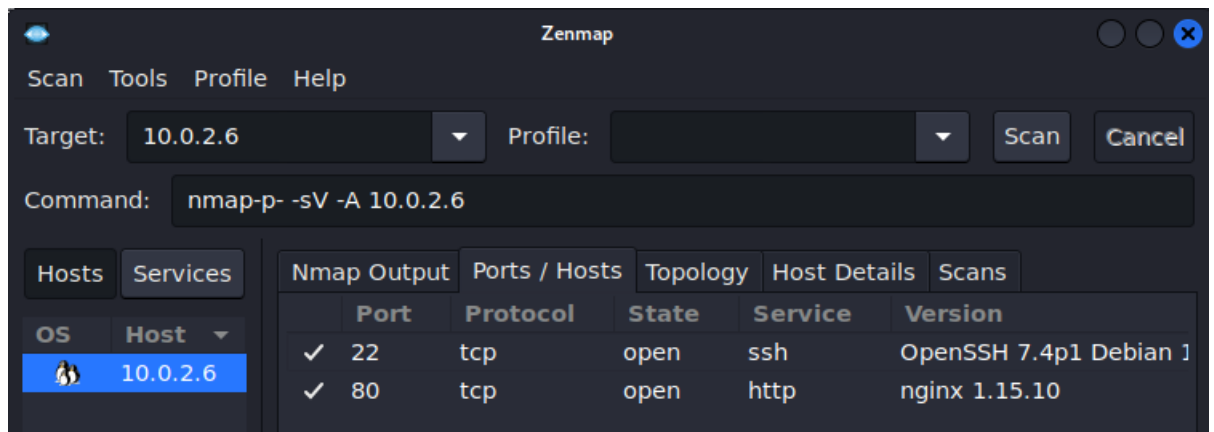 Zenmap
Scan Tools Profile Help
Target: 10.0.2.6 Profile: Scan Cancel
Command: nmap-p- -sV -A 10.0.2.6
Hosts Services Nmap Output Ports / Hosts Topology Host Details Scans
OS Host Port Protocol State Service Version
22 tcp open ssh OpenSSH 7.4p1 Debian 1
10.0.2.6
80 tcp open http nginx 1.15.10